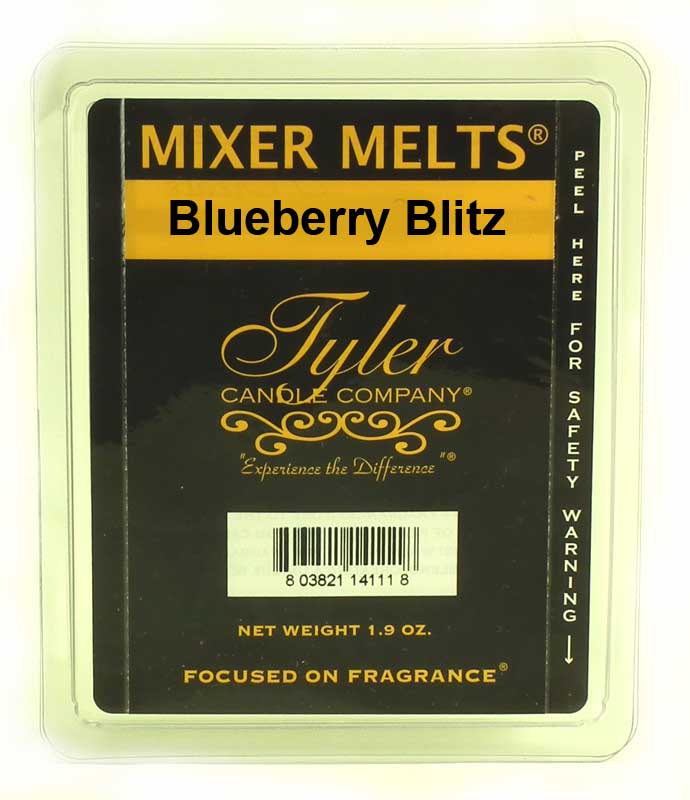 MIXER MELTS®
Blueberry Blitz
Tyler
CANDLE COMPANY®
"Experience the Difference"®
8 03821 14111 8
NET WEIGHT 1.9 OZ.
FOCUSED ON FRAGRANCE®
PEEL HERE FOR SAFETY WARNING →